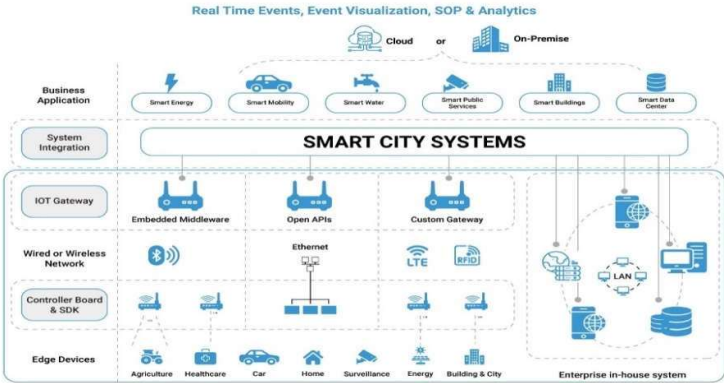 Real Time Events, Event Visualization, SOP & Analytics
Cloud
or
On-Premise
Business
Application
Smart Energy
Smart Mobility
Smart Water
Smart Public
Services
Smart Buildings
Smart Data
Center
System
Integration
SMART CITY SYSTEMS
IOT Gateway
Embedded Middleware
Open APIs
Custom Gateway
Wired or Wireless
Network
Ethernet
LTE
RFiD
LAN
Controller Board
& SDK
Edge Devices
Agriculture
Healthcare
Car
Home
Surveillance
Energy
Building & City
Enterprise in-house system